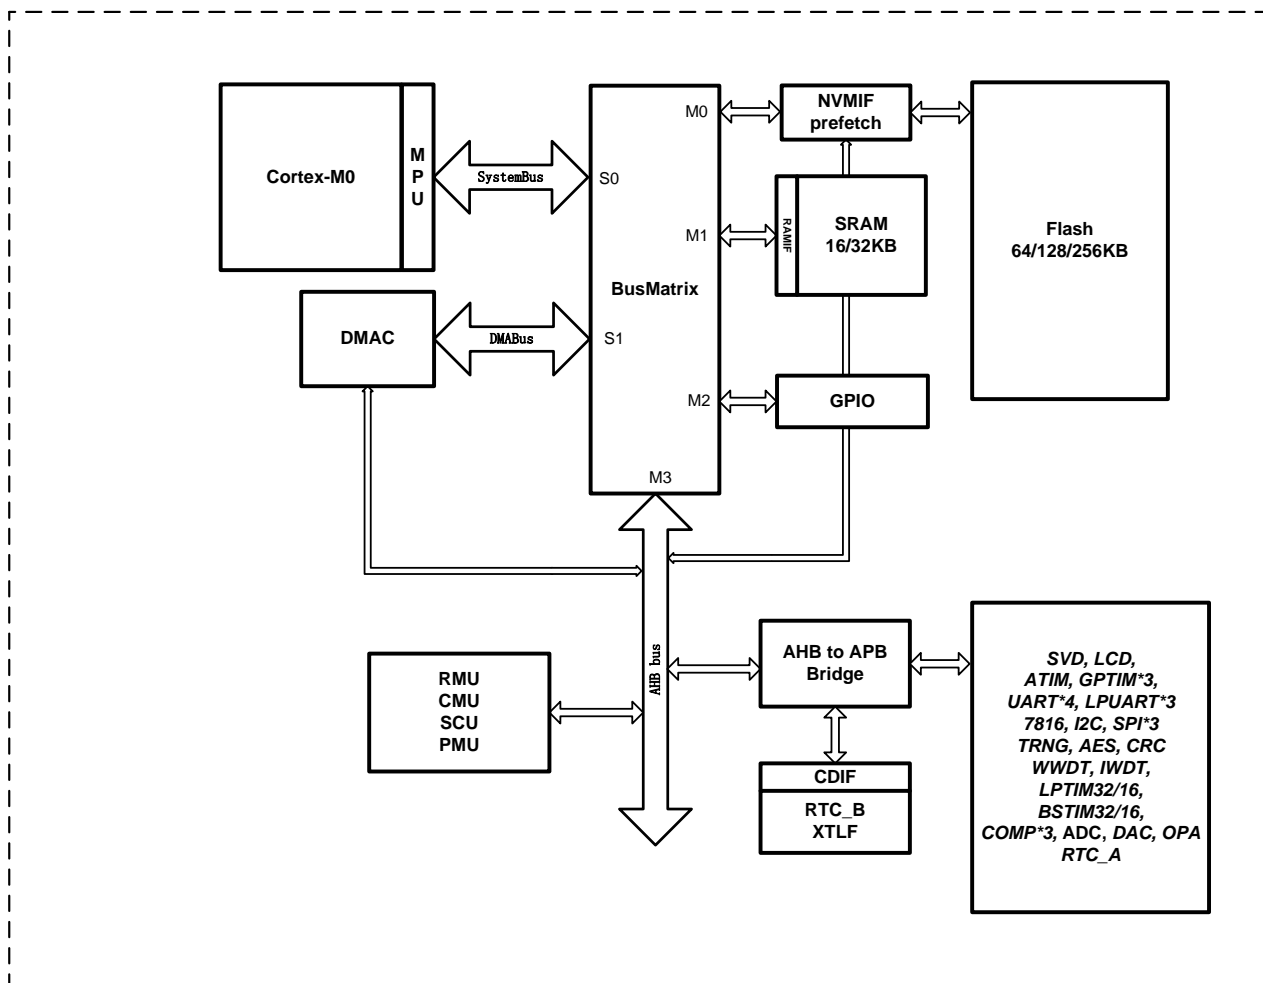 Cortex-M0
M
P
U
SystemBus
S0
DMAC
DMABus
S1
BusMatrix
M0
M1
M2
M3
NVMIF
prefetch
RAMIF
SRAM
16/32KB
GPIO
Flash
64/128/256KB
AHB bus
RMU
CMU
SCU
PMU
AHB to APB
Bridge
CDIF
RTC_B
XTLF
SVD, LCD,
ATIM, GPTIM*3,
UART*4, LPUART*3
7816, I2C, SPI*3
TRNG, AES, CRC
WWDT, IWDT,
LPTIM32/16,
BSTIM32/16,
COMP*3, ADC, DAC, OPA
RTC_A